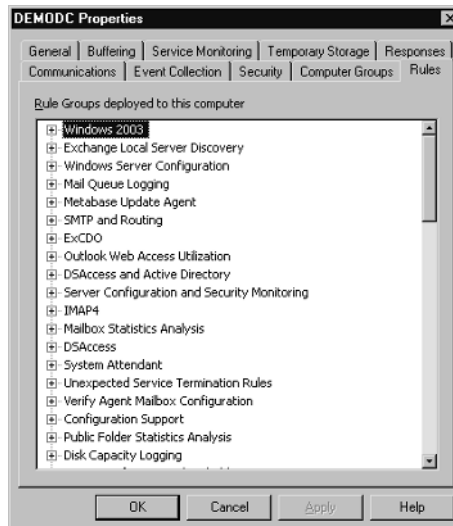 DEMODC Properties
General Buffering Service Monitoring Temporary Storage Responses
Communications Event Collection Security Computer Groups Rules
Rule Groups deployed to this computer
Windows 2003
Exchange Local Server Discovery
Windows Server Configuration
Mail Queue Logging
Metabase Update Agent
SMTP and Routing
ExCDO
Outlook Web Access Utilization
DSAccess and Active Directory
Server Configuration and Security Monitoring
IMAP4
Mailbox Statistics Analysis
DSAccess
System Attendant
Unexpected Service Termination Rules
Verify Agent Mailbox Configuration
Configuration Support
Public Folder Statistics Analysis
Disk Capacity Logging
OK Cancel Apply Help